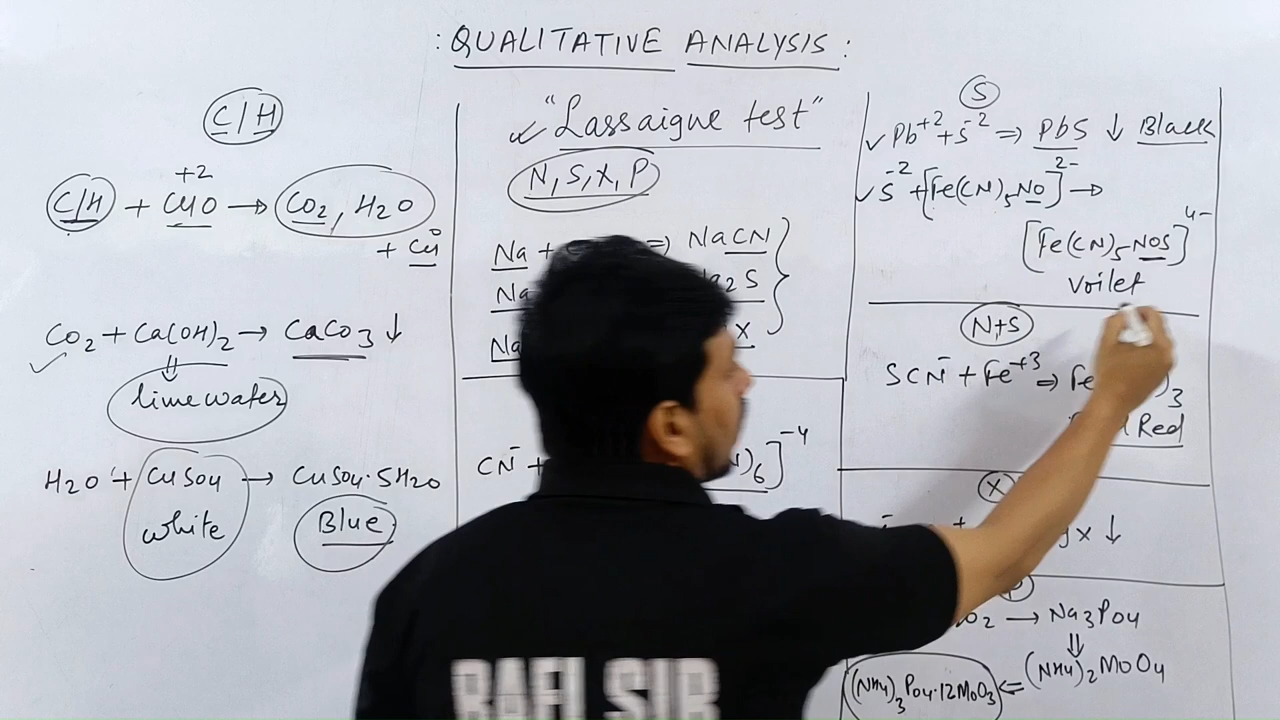 : QUALITATIVE ANALYSIS :
C/H
C/H + CuO → CO2, H2O
+2
+ Cu⁰
CO2 + Ca(OH)2 → CaCO3 ↓
⇓
lime water
H2O + CuSO4 → CuSO4·5H2O
white
Blue
"Lassaigne test"
N, S, X, P
Na + ⇒ NaCN
Na 2S
Na X
CN⁻ + )6]⁻⁴
S
Pb⁺² + S⁻² ⇒ PbS ↓ Black
S⁻² + [Fe(CN)5NO]²⁻ →
[Fe(CN)5NOS]⁴⁻
Voilet
N+S
SCN⁻ + Fe⁺³ ⇒ Fe )3
Red
X
+ X ↓
P
O2 → Na3PO4
⇓
(NH4)3PO4·12MoO3 ⇐ (NH4)2MoO4
RAFI SIR